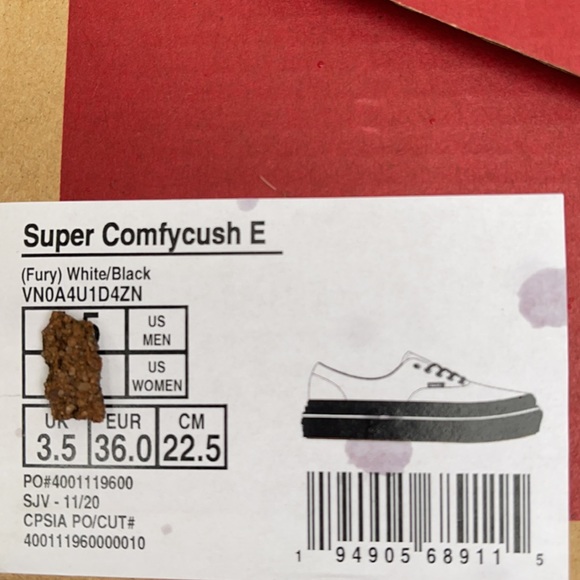 Super Comfycush E
(Fury) White/Black
VN0A4U1D4ZN
US
MEN
US
WOMEN
EUR CM
3.5 36.0 22.5
PO#4001119600
SJV - 11/20
CPSIA PO/CUT#
400111960000010
1 94905 68911 5